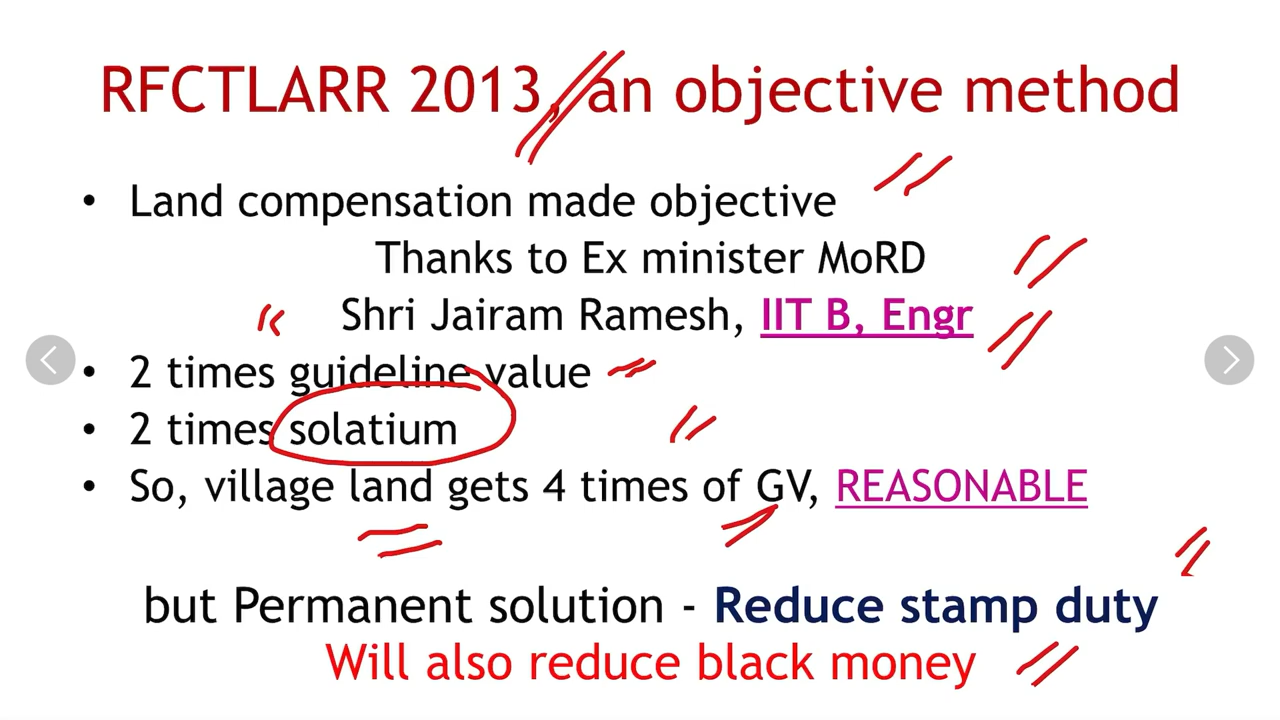 RFCTLARR 2013, an objective method
• Land compensation made objective
Thanks to Ex minister MoRD
Shri Jairam Ramesh, IIT B, Engr
• 2 times guideline value
• 2 times solatium
• So, village land gets 4 times of GV, REASONABLE
but Permanent solution - Reduce stamp duty
Will also reduce black money